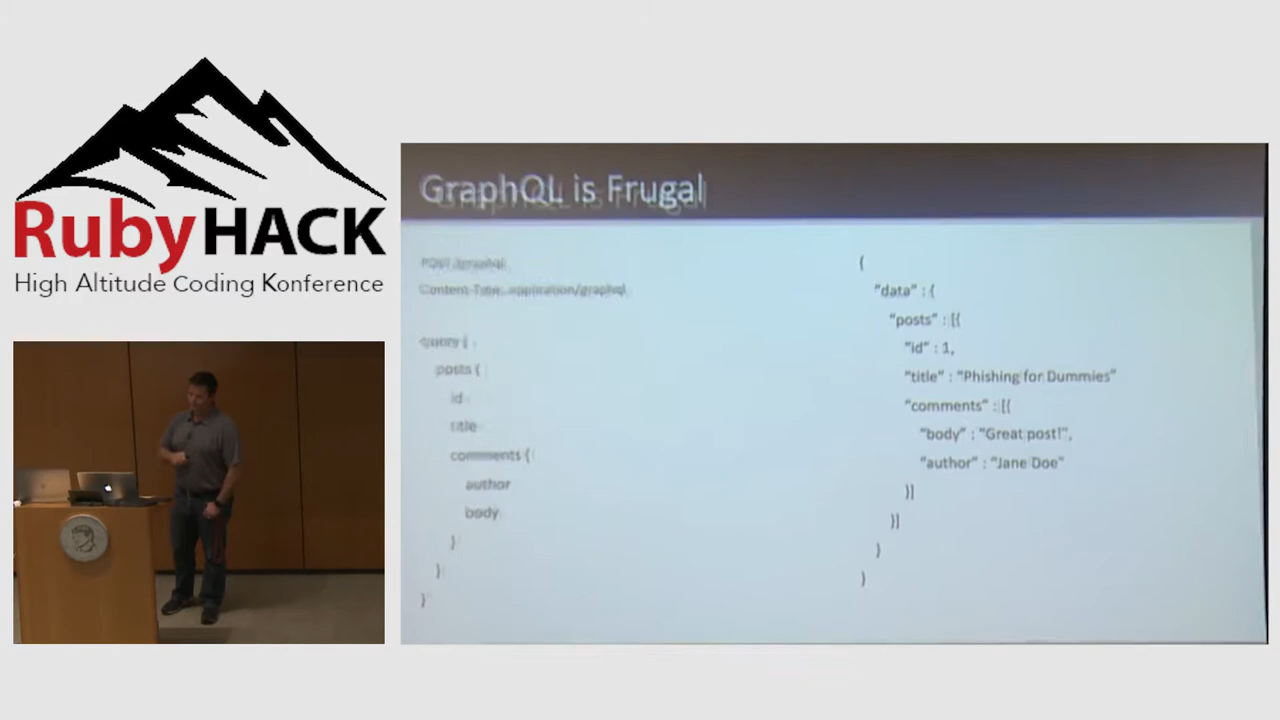 RubyHACK
High Altitude Coding Konference
GraphQL is Frugal
POST /graphql
Content-Type: application/graphql
query {
posts {
id
title
comments {
author
body
}
}
}
{
"data" : {
"posts" : [{
"id" : 1,
"title" : "Phishing for Dummies"
"comments" : [{
"body" : "Great post!",
"author" : "Jane Doe"
}]
}]
}
}